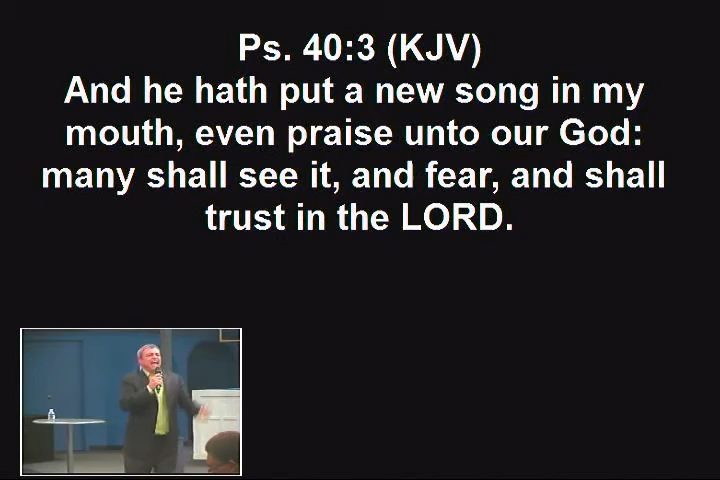 Ps. 40:3 (KJV)
And he hath put a new song in my
mouth, even praise unto our God:
many shall see it, and fear, and shall
trust in the LORD.